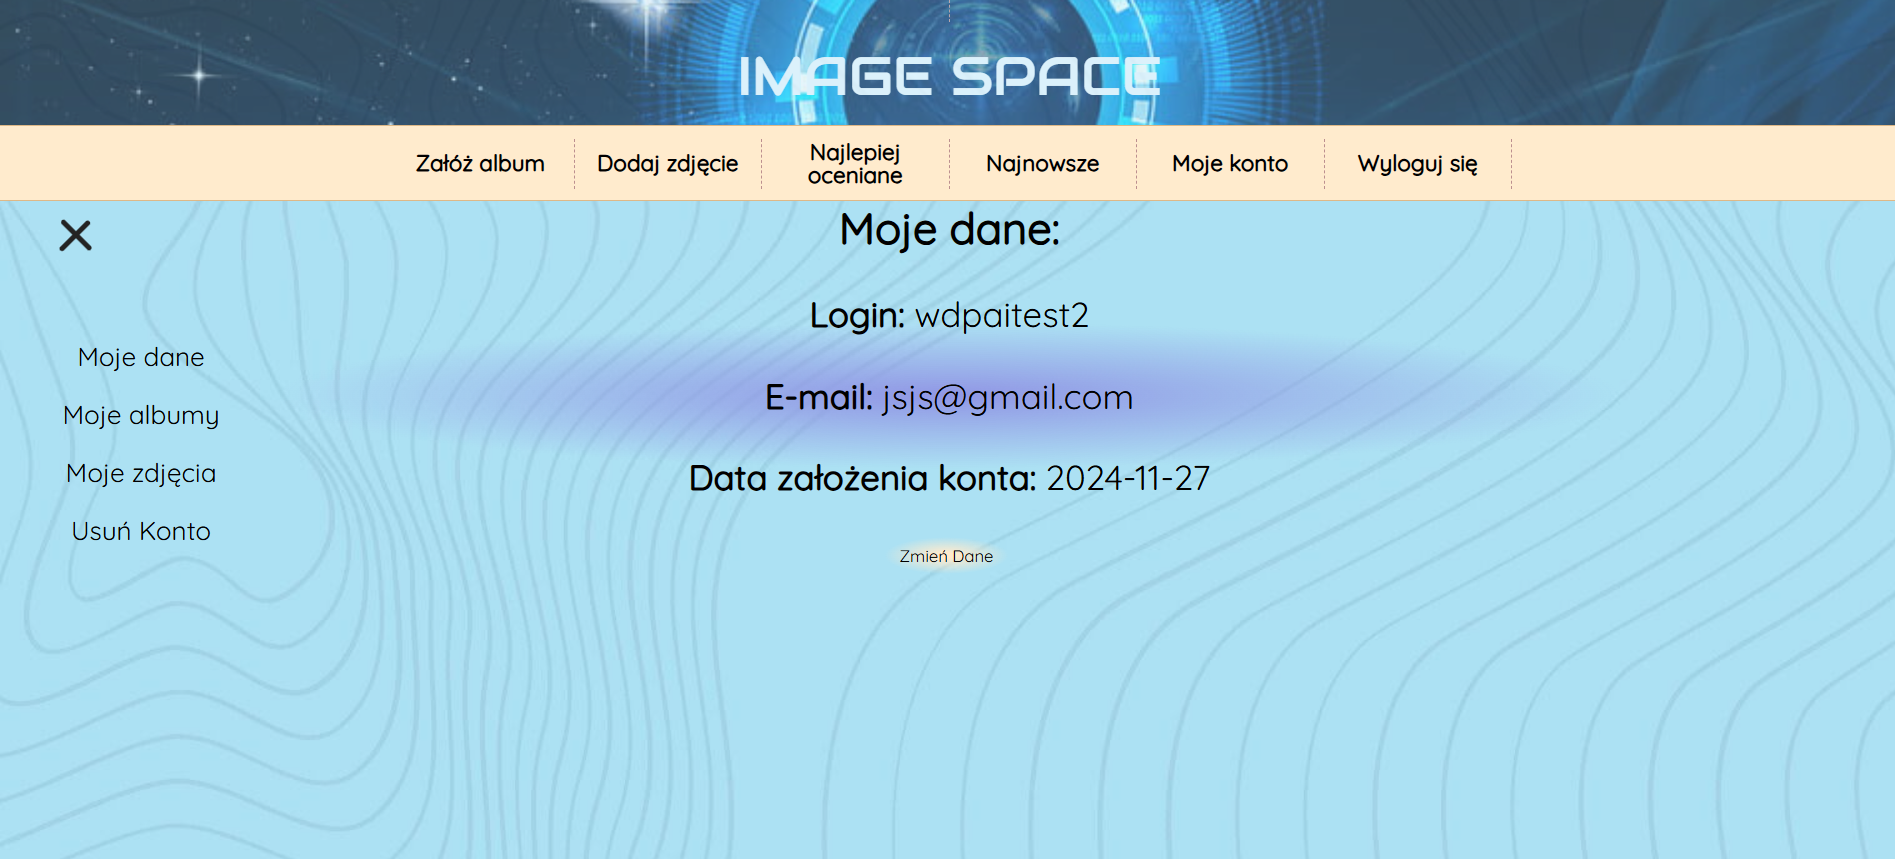 IMAGE SPACE
Załóż album
Dodaj zdjęcie
Najlepiej
oceniane
Najnowsze
Moje konto
Wyloguj się
Moje dane:
Login: wdpaitest2
E-mail: jsjs@gmail.com
Data założenia konta: 2024-11-27
Zmień Dane
Moje dane
Moje albumy
Moje zdjęcia
Usuń Konto